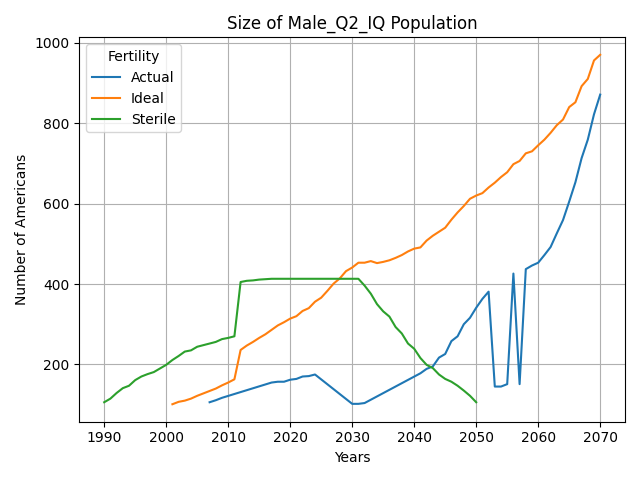 Size of Male_Q2_IQ Population
Fertility
Actual
Ideal
Sterile
Number of Americans
1000
800
600
400
200
1990 2000 2010 2020 2030 2040 2050 2060 2070
Years